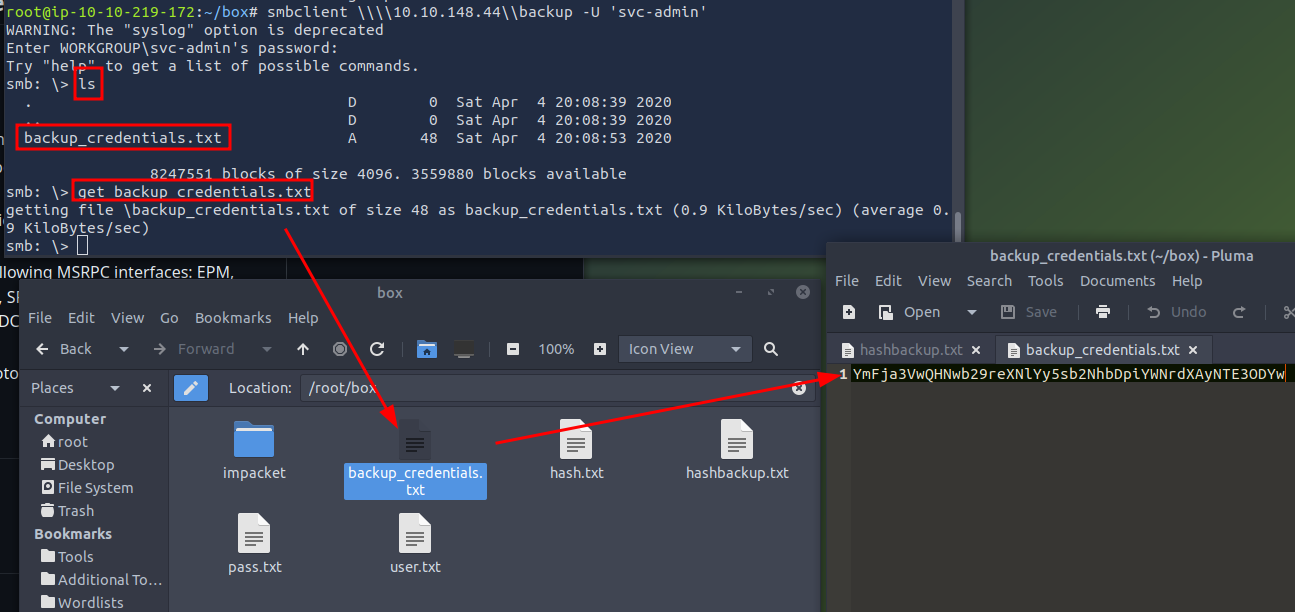 root@ip-10-10-219-172:~/box# smbclient \\\\10.10.148.44\\backup -U 'svc-admin'
WARNING: The "syslog" option is deprecated
Enter WORKGROUP\svc-admin's password:
Try "help" to get a list of possible commands.
smb: \> ls
. D 0 Sat Apr 4 20:08:39 2020
.. D 0 Sat Apr 4 20:08:39 2020
backup_credentials.txt A 48 Sat Apr 4 20:08:53 2020
8247551 blocks of size 4096. 3559880 blocks available
smb: \> get backup_credentials.txt
getting file \backup_credentials.txt of size 48 as backup_credentials.txt (0.9 KiloBytes/sec) (average 0.
9 KiloBytes/sec)
smb: \>
llowing MSRPC interfaces: EPM,
box
File Edit View Go Bookmarks Help
Back Forward 100% Icon View
Places Location: /root/box
Computer
root
Desktop
File System
Trash
Bookmarks
Tools
Additional To...
Wordlists
impacket
backup_credentials.
txt
hash.txt
hashbackup.txt
pass.txt
user.txt
backup_credentials.txt (~/box) - Pluma
File Edit View Search Tools Documents Help
Open Save Undo
hashbackup.txt backup_credentials.txt
1 YmFja3VwQHNwb29reXNlYy5sb2NhbDpiYWNrdXAyNTE3ODYw